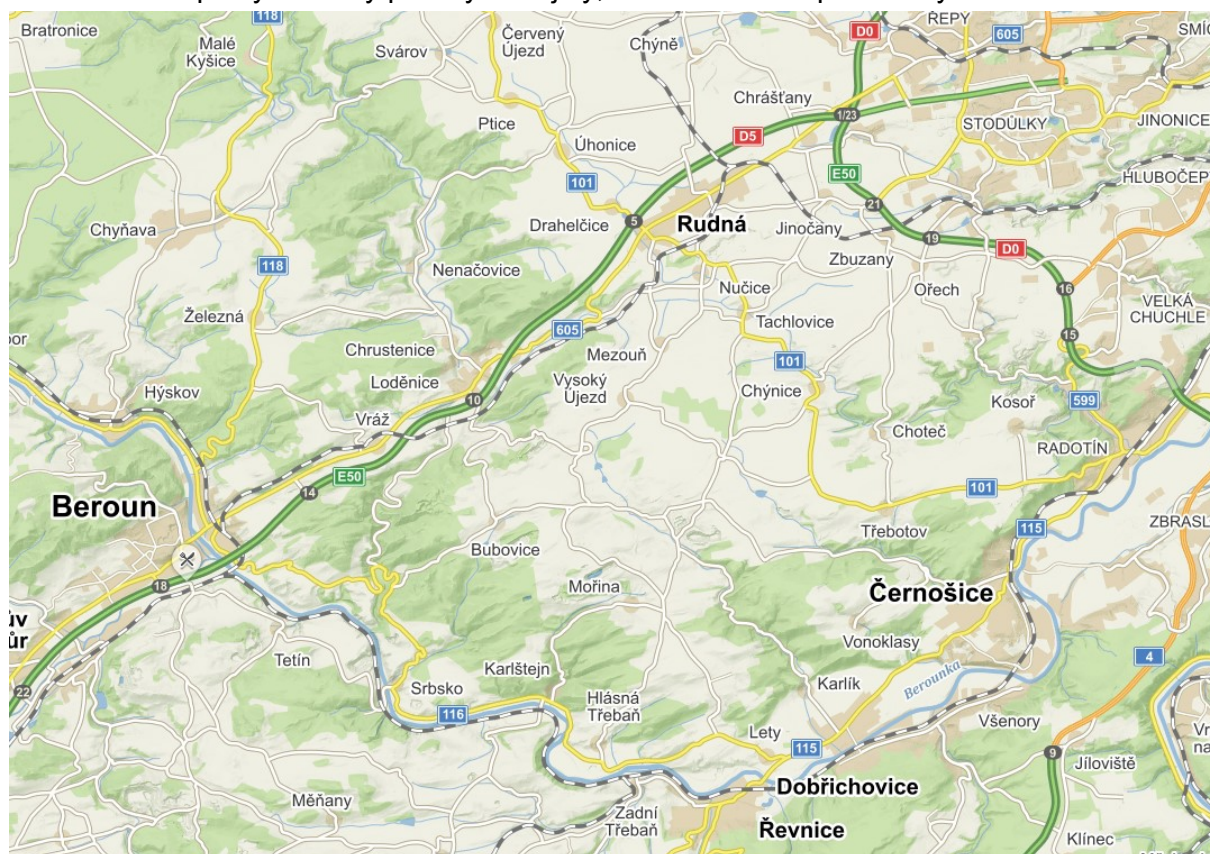 Bratronice
118
Malé
Kyšice
Svárov
Červený
Újezd
Chýně
D0
ŘEPY
605
Chrášťany
1/23
STODŮLKY
JINONICE
Ptice
Úhonice
D5
E50
HLUBOČEP
101
21
Drahelčice
5
Rudná
Jinočany
19
D0
Chyňava
118
Nenačovice
Zbuzany
Nučice
Ořech
16
VELKÁ
CHUCHLE
Železná
605
Tachlovice
15
Chrustenice
Mezouň
101
Loděnice
Vysoký
Újezd
Chýnice
Hýskov
10
Kosoř
599
Vráž
Choteč
RADOTÍN
E50
14
101
Beroun
Třebotov
115
ZBRASL
Bubovice
18
Mořina
Černošice
ův
ůr
Vonoklasy
4
Tetín
22
Srbsko
Karlštejn
Karlík
Berounka
116
Hlásná
Třebaň
Všenory
Lety
115
9
Jíloviště
Dobřichovice
Měňany
Zadní
Třebaň
Řevnice
Klínec